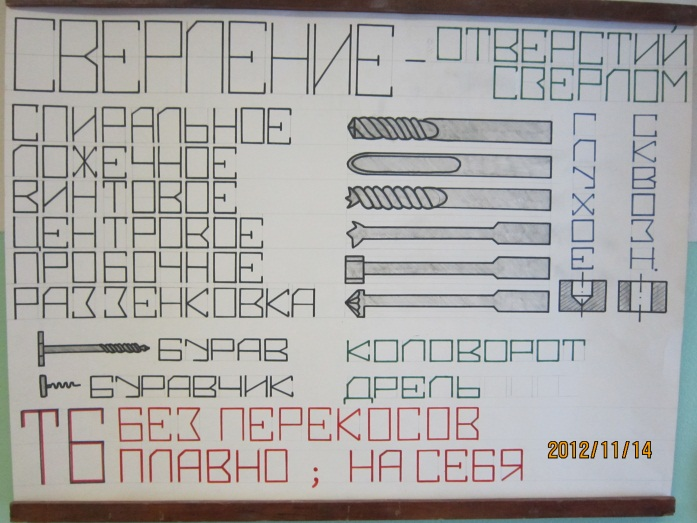 СВЕРЛЕНИЕ - ОТВЕРСТИЙ
СВЕРЛОМ
СПИРАЛЬНОЕ
ЛОЖЕЧНОЕ
ВИНТОВОЕ
ЦЕНТРОВОЕ
ПРОБОЧНОЕ
РАЗЗЕНКОВКА
ГЛУХОЕ
СКВОЗН.
БУРАВ
КОЛОВОРОТ
БУРАВЧИК
ДРЕЛЬ
ТБ БЕЗ ПЕРЕКОСОВ
ПЛАВНО ; НА СЕБЯ
2012/11/14